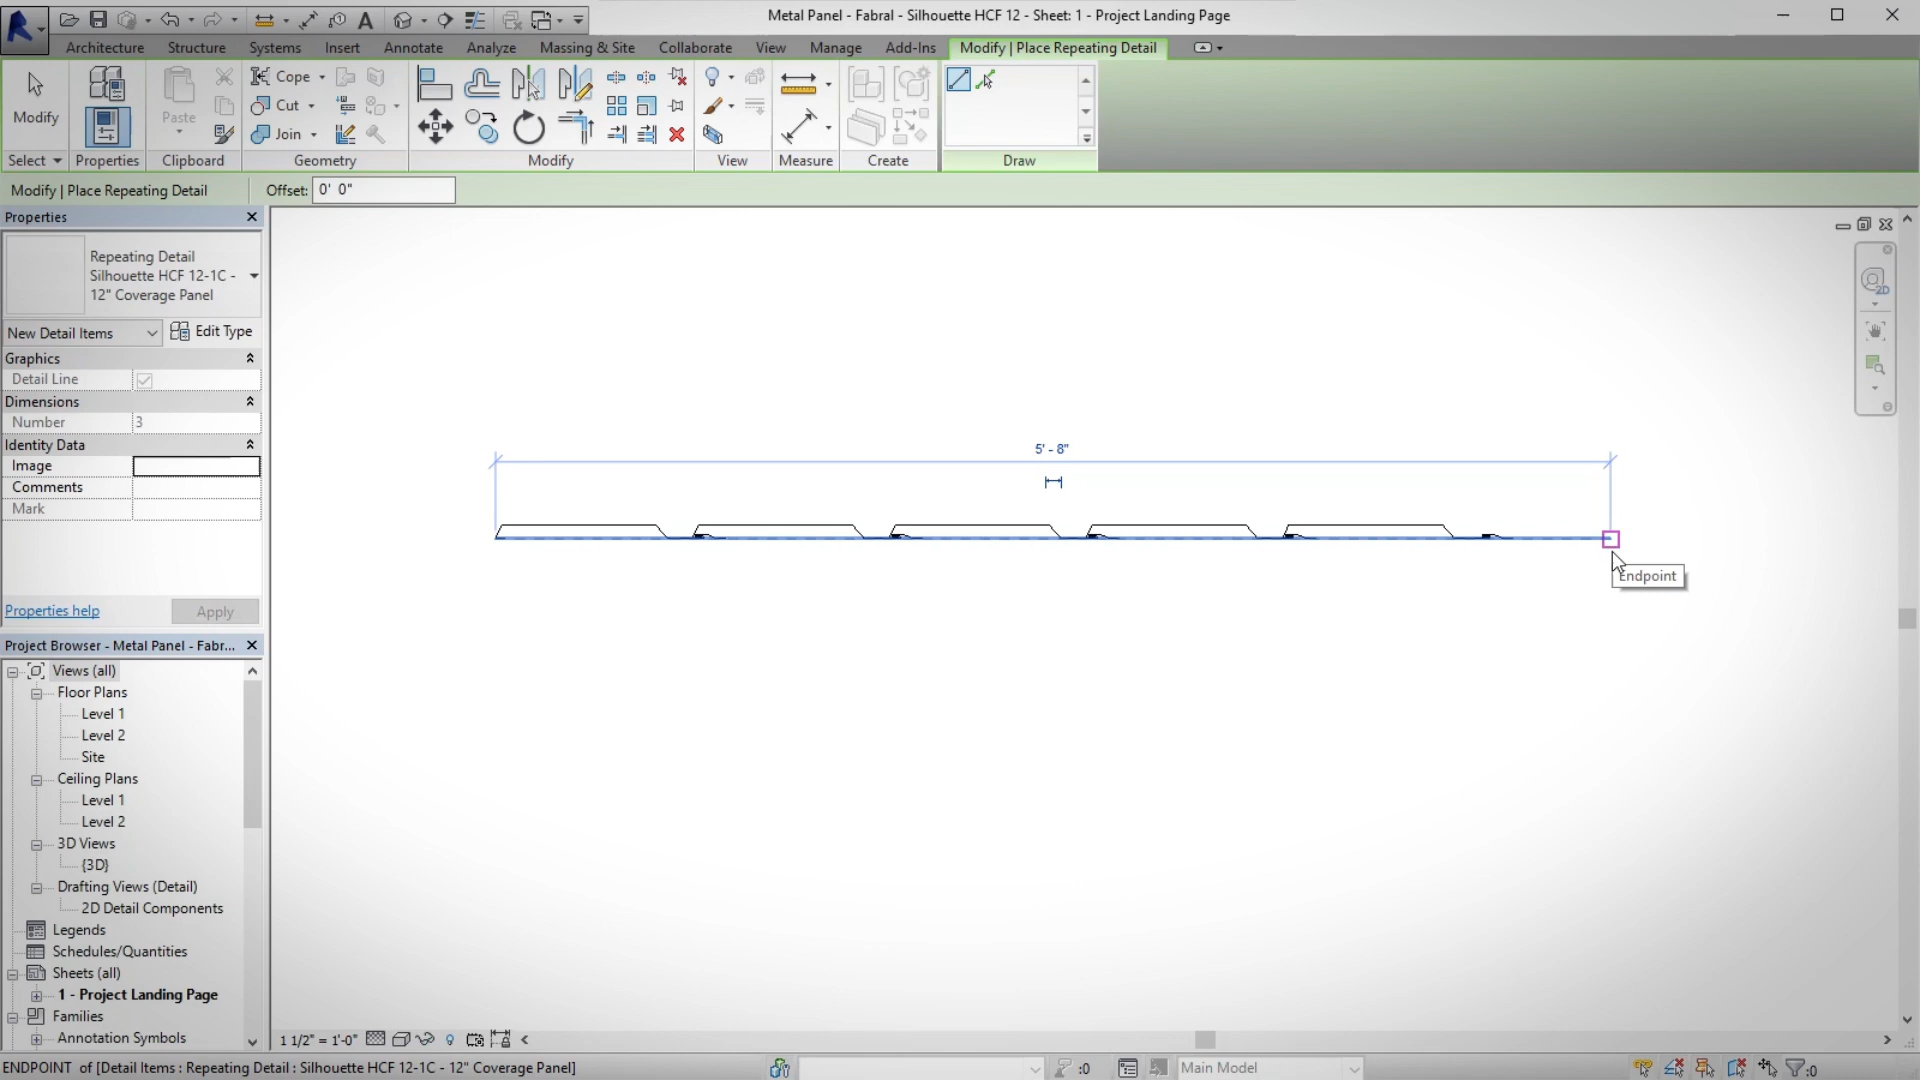 Metal Panel - Fabral - Silhouette HCF 12 - Sheet: 1 - Project Landing Page
Architecture Structure Systems Insert Annotate Analyze Massing & Site Collaborate View Manage Add-Ins Modify | Place Repeating Detail
Modify
Paste
Cope
Cut
Join
Select Properties Clipboard Geometry Modify View Measure Create Draw
Modify | Place Repeating Detail Offset: 0' 0"
Properties
Repeating Detail
Silhouette HCF 12-1C -
12" Coverage Panel
New Detail Items Edit Type
Graphics
Detail Line
Dimensions
Number 3
Identity Data
Image
Comments
Mark
Properties help Apply
5' - 8"
Endpoint
2D
Project Browser - Metal Panel - Fabr...
Views (all)
Floor Plans
Level 1
Level 2
Site
Ceiling Plans
Level 1
Level 2
3D Views
{3D}
Drafting Views (Detail)
2D Detail Components
Legends
Schedules/Quantities
Sheets (all)
1 - Project Landing Page
Families
Annotation Symbols
1 1/2" = 1'-0"
ENDPOINT of [Detail Items : Repeating Detail : Silhouette HCF 12-1C - 12" Coverage Panel] :0 Main Model :0